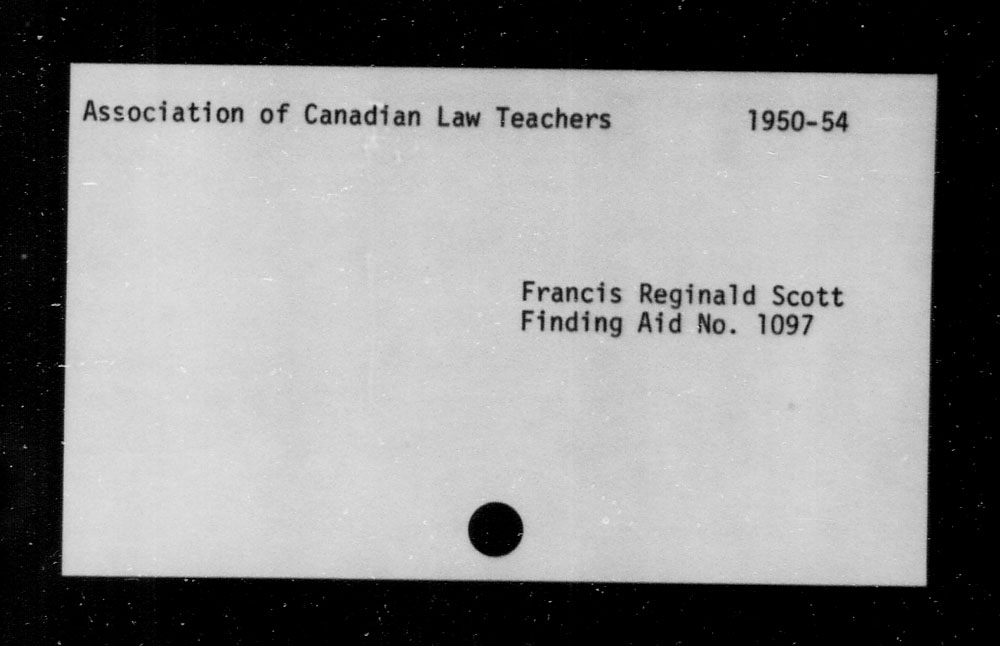 Association of Canadian Law Teachers 1950-54
Francis Reginald Scott
Finding Aid No. 1097